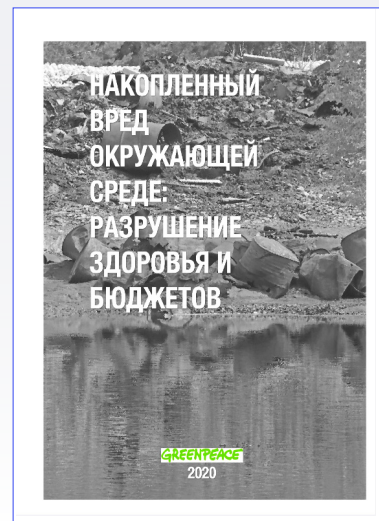 НАКОПЛЕННЫЙ
ВРЕД
ОКРУЖАЮЩЕЙ
СРЕДЕ:
РАЗРУШЕНИЕ
ЗДОРОВЬЯ И
БЮДЖЕТОВ
GREENPEACE
2020